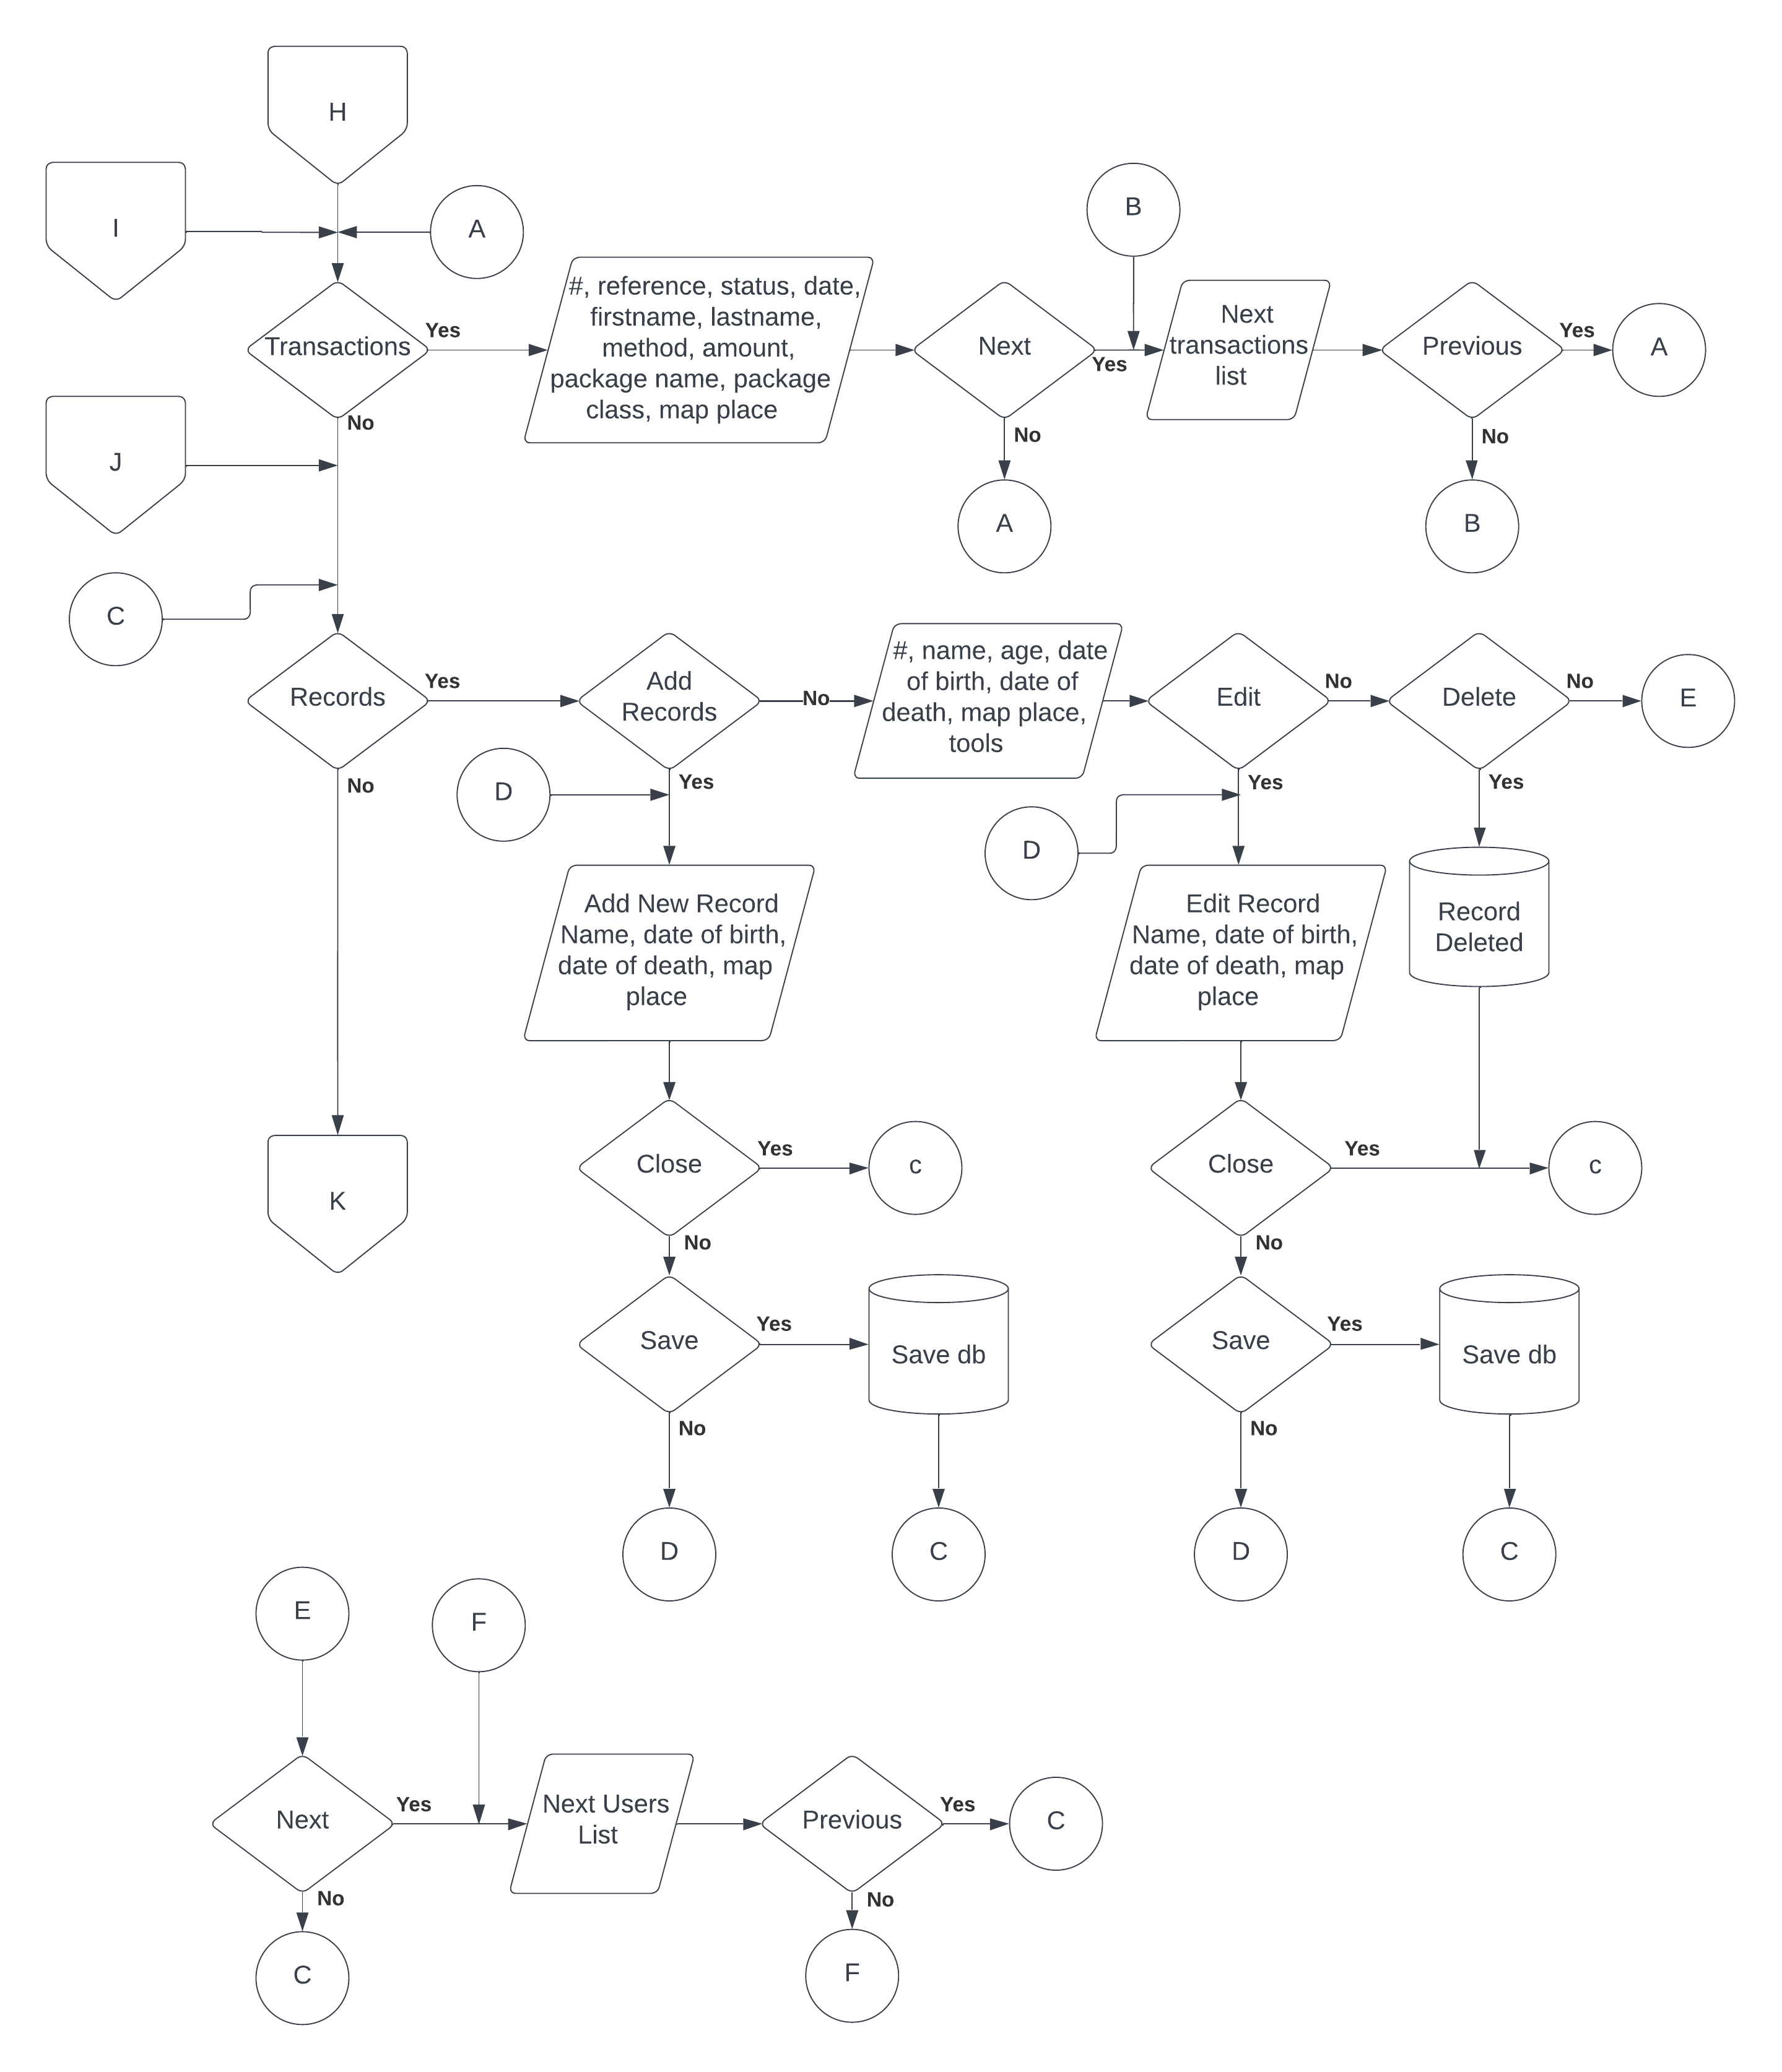 H
I
A
B
#, reference, status, date,
firstname, lastname,
method, amount,
package name, package
class, map place
Transactions
Yes
Next
Yes
Next
transactions
list
Previous
Yes
A
No
No
No
J
A
B
C
Records
Yes
Add
Records
No
#, name, age, date
of birth, date of
death, map place,
tools
Edit
No
Delete
No
E
No
D
Yes
D
Yes
Yes
Add New Record
Name, date of birth,
date of death, map
place
Edit Record
Name, date of birth,
date of death, map
place
Record
Deleted
K
Close
Yes
c
Close
Yes
c
No
No
Save
Yes
Save db
Save
Yes
Save db
No
No
D
C
D
C
E
F
Next
Yes
Next Users
List
Previous
Yes
C
No
No
C
F